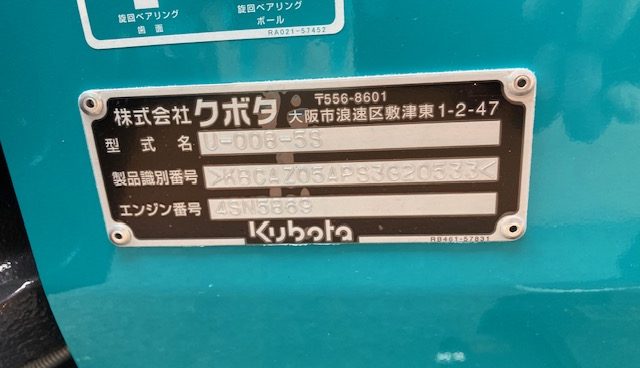 旋回ベアリング
歯面
旋回ベアリング
ボール
RA021-57452
株式会社クボタ
〒556-8601
大阪市浪速区敷津東1-2-47
型式名 U-008-5S
製品識別番号 >KBCAZ05APS3G20533<
エンジン番号 4SN5869
Kubota
RB461-57831